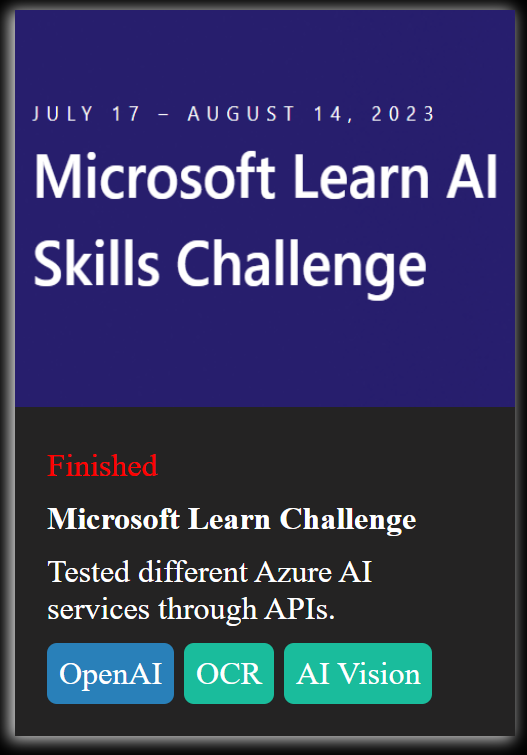 JULY 17 – AUGUST 14, 2023
Microsoft Learn AI
Skills Challenge
Finished
Microsoft Learn Challenge
Tested different Azure AI
services through APIs.
OpenAI OCR AI Vision